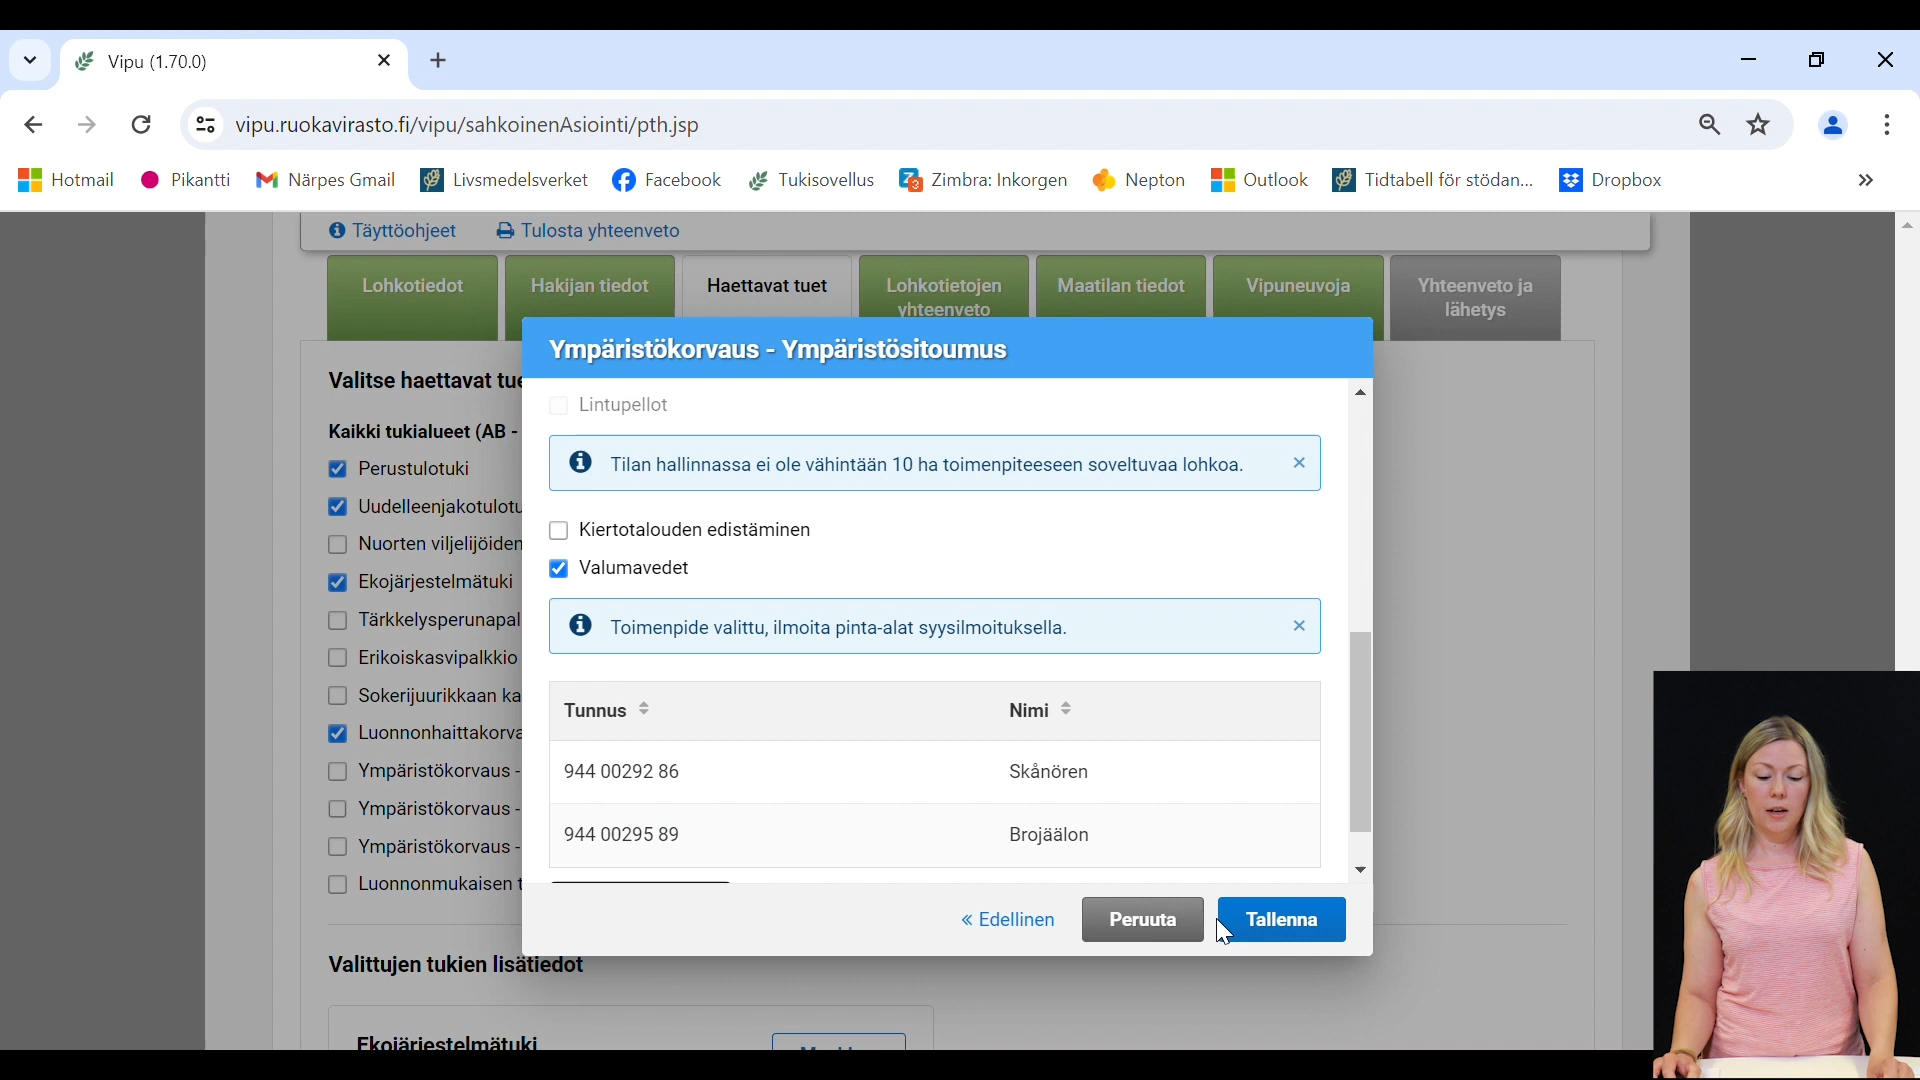 Vipu (1.70.0)
vipu.ruokavirasto.fi/vipu/sahkoinenAsiointi/pth.jsp
Hotmail Pikantti Närpes Gmail Livsmedelsverket Facebook Tukisovellus Zimbra: Inkorgen Nepton Outlook Tidtabell för stödan... Dropbox
Täyttöohjeet Tulosta yhteenveto
Lohkotiedot
Hakijan tiedot
Haettavat tuet
Lohkotietojen
yhteenveto
Maatilan tiedot
Vipuneuvoja
Yhteenveto ja
lähetys
Valitse haettavat tue
Kaikki tukialueet (AB -
Perustulotuki
Uudelleenjakotulotu
Nuorten viljelijöiden
Ekojärjestelmätuki
Tärkkelysperunapal
Erikoiskasvipalkkio
Sokerijuurikkaan ka
Luonnonhaittakorva
Ympäristökorvaus -
Ympäristökorvaus -
Ympäristökorvaus -
Luonnonmukaisen t
Valittujen tukien lisätiedot
Ekojärjestelmätuki
Ympäristökorvaus - Ympäristösitoumus
Lintupellot
Tilan hallinnassa ei ole vähintään 10 ha toimenpiteeseen soveltuvaa lohkoa.
Kiertotalouden edistäminen
Valumavedet
Toimenpide valittu, ilmoita pinta-alat syysilmoituksella.
Tunnus Nimi
944 00292 86 Skånören
944 00295 89 Brojäälon
« Edellinen Peruuta Tallenna